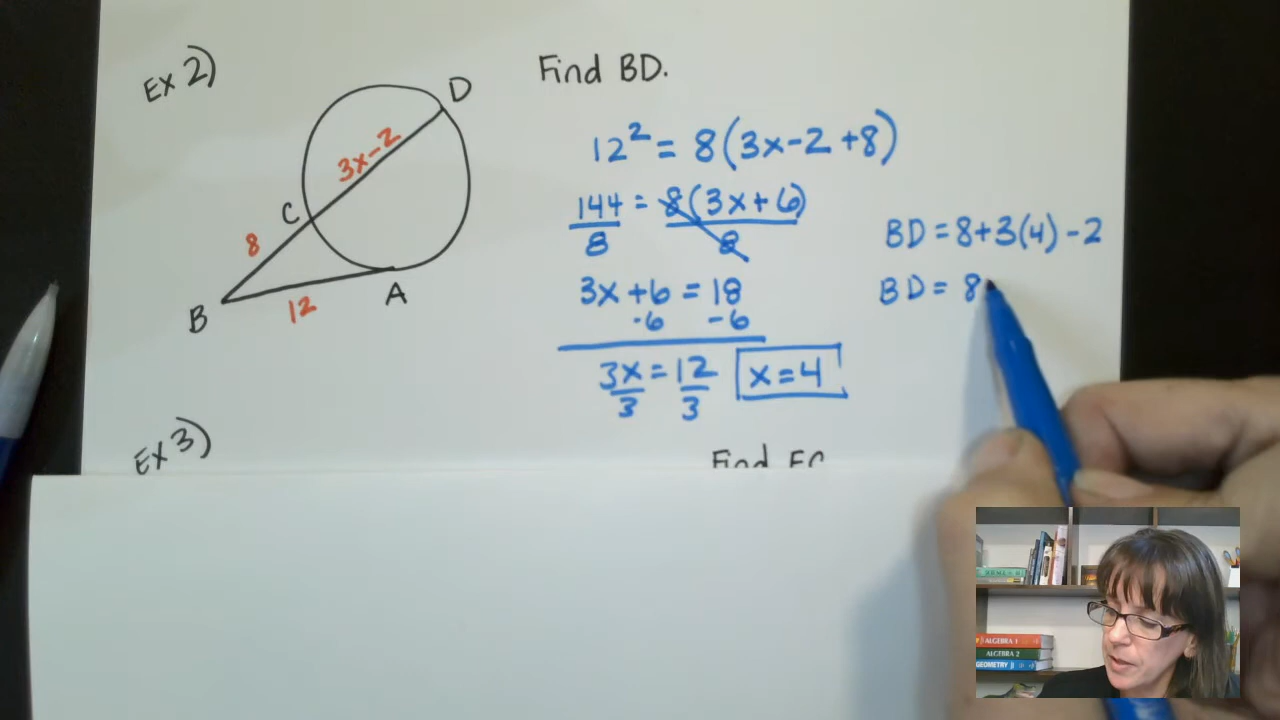 Ex 2)
Find BD.
D
3x-2
C
8
B
12
A
12² = 8(3x-2+8)
144 = 8(3x+6)
8 8
3x+6 = 18
-6 -6
3x = 12
3 3
x=4
BD = 8+3(4)-2
BD = 8
Ex 3)
Find
ALGEBRA 1
ALGEBRA 2
GEOMETRY